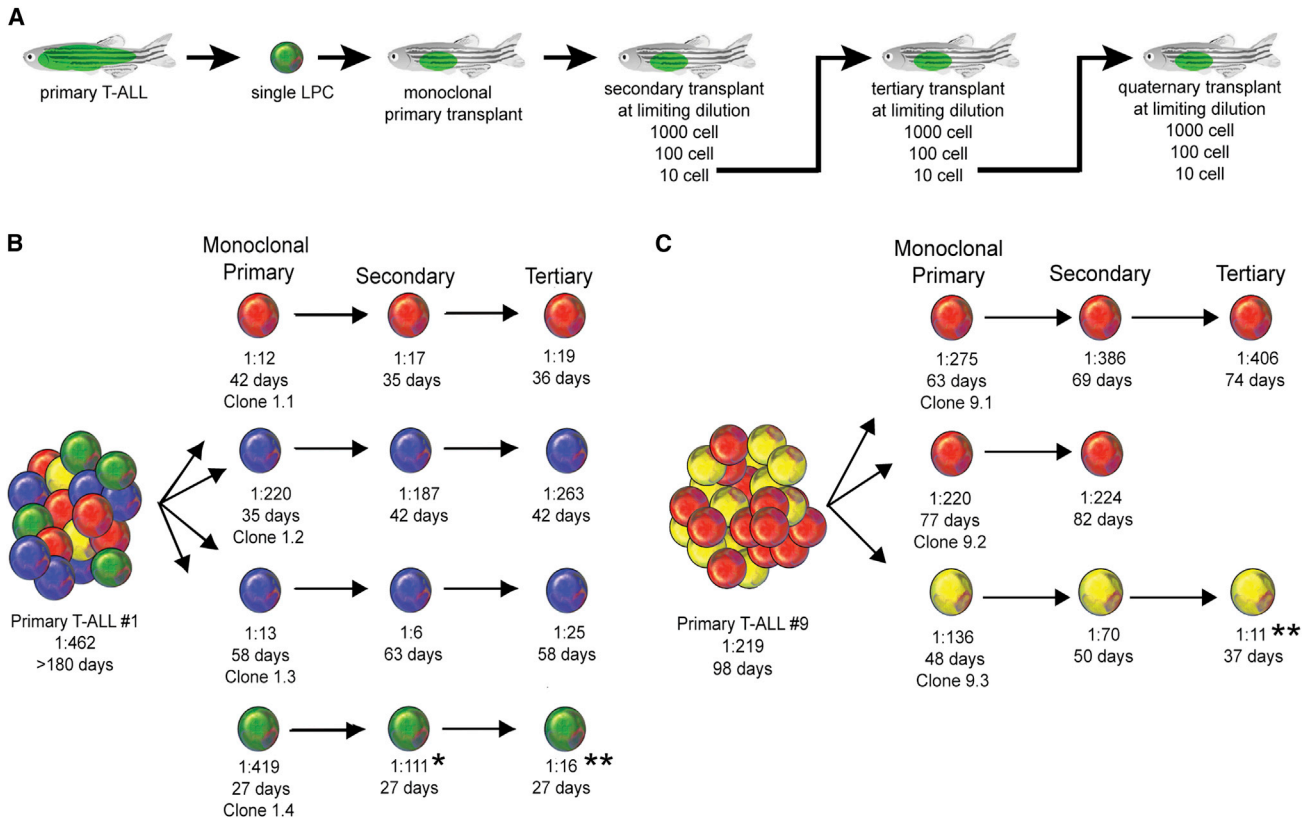 A
primary T-ALL
single LPC
monoclonal
primary transplant
secondary transplant
at limiting dilution
1000 cell
100 cell
10 cell
tertiary transplant
at limiting dilution
1000 cell
100 cell
10 cell
quaternary transplant
at limiting dilution
1000 cell
100 cell
10 cell
B
Monoclonal
Primary
Secondary
Tertiary
1:12
42 days
Clone 1.1
1:17
35 days
1:19
36 days
1:220
35 days
Clone 1.2
1:187
42 days
1:263
42 days
Primary T-ALL #1
1:462
>180 days
1:13
58 days
Clone 1.3
1:6
63 days
1:25
58 days
1:419
27 days
Clone 1.4
1:111 *
27 days
1:16 **
27 days
C
Monoclonal
Primary
Secondary
Tertiary
1:275
63 days
Clone 9.1
1:386
69 days
1:406
74 days
1:220
77 days
Clone 9.2
1:224
82 days
Primary T-ALL #9
1:219
98 days
1:136
48 days
Clone 9.3
1:70
50 days
1:11 **
37 days